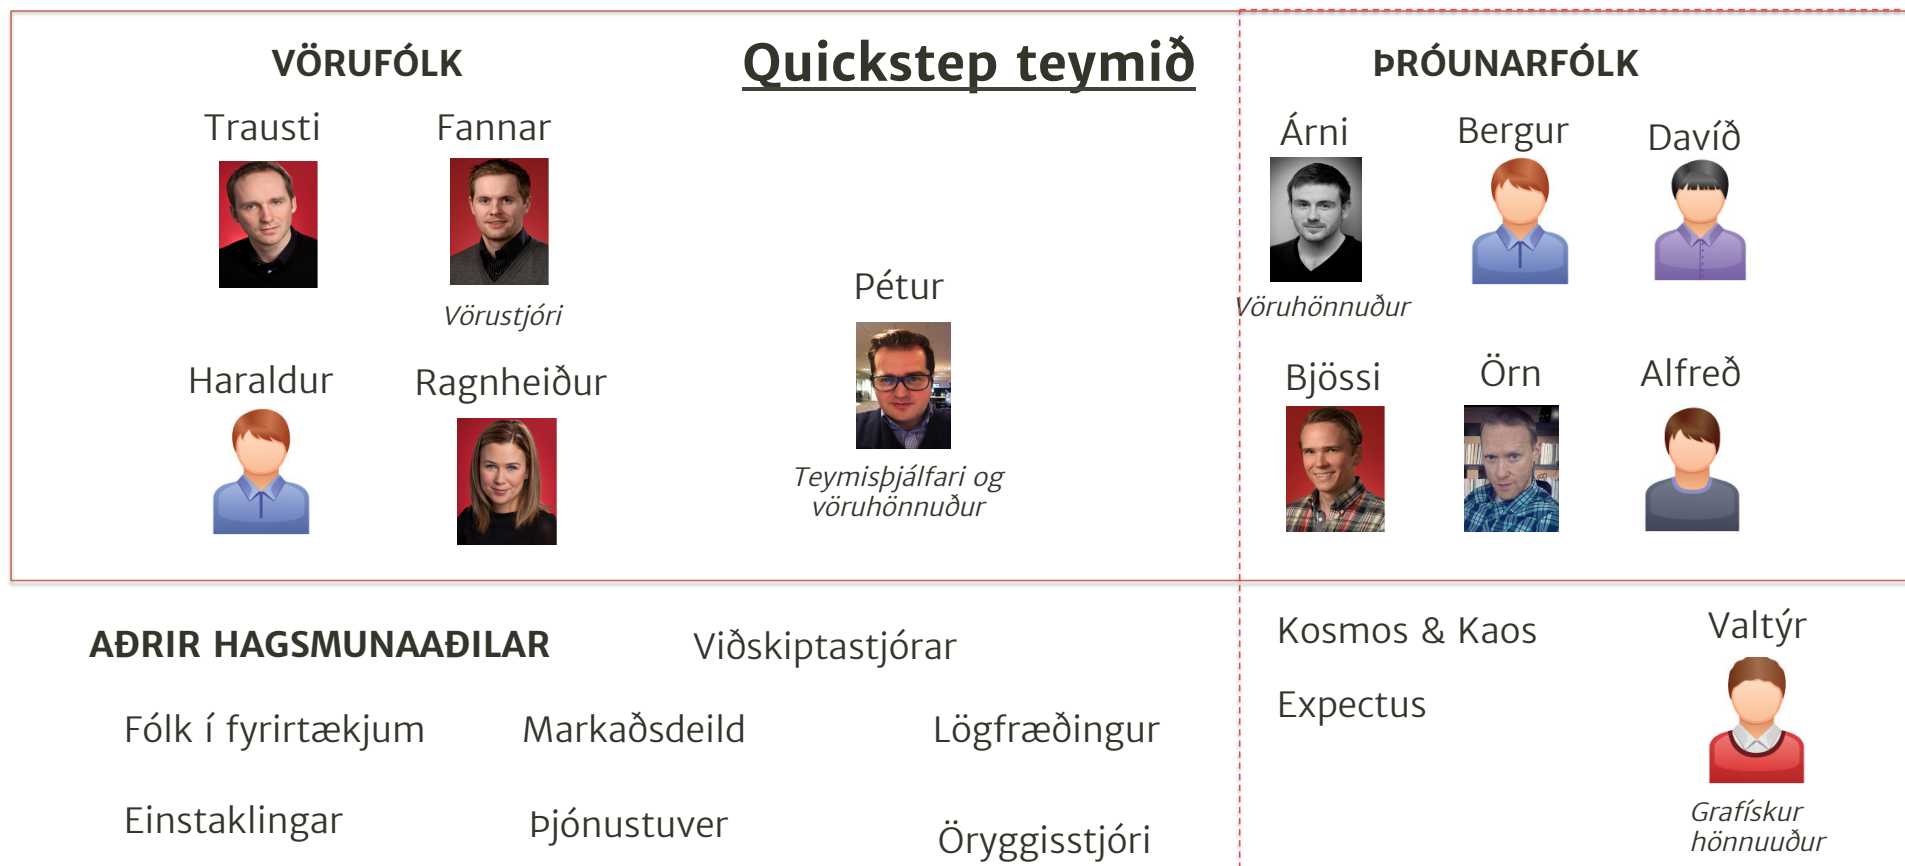 VÖRUFÓLK
Quickstep teymið
ÞRÓUNARFÓLK
Trausti
Fannar
Árni
Bergur
Davíð
Vörustjóri
Pétur
Vöruhönnuður
Haraldur
Ragnheiður
Bjössi
Örn
Alfreð
Teymisþjálfari og
vöruhönnuður
AÐRIR HAGSMUNAAÐILAR
Viðskiptastjórar
Kosmos & Kaos
Valtýr
Fólk í fyrirtækjum
Markaðsdeild
Lögfræðingur
Expectus
Einstaklingar
Þjónustuver
Öryggisstjóri
Grafískur
hönnuuður